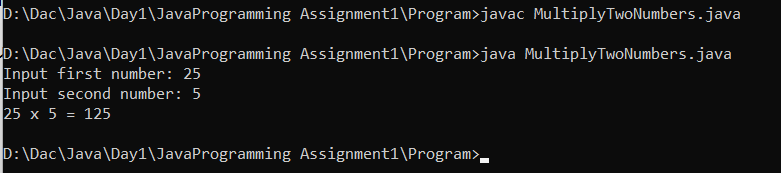 D:\Dac\Java\Day1\JavaProgramming Assignment1\Program>javac MultiplyTwoNumbers.java
D:\Dac\Java\Day1\JavaProgramming Assignment1\Program>java MultiplyTwoNumbers.java
Input first number: 25
Input second number: 5
25 x 5 = 125
D:\Dac\Java\Day1\JavaProgramming Assignment1\Program>